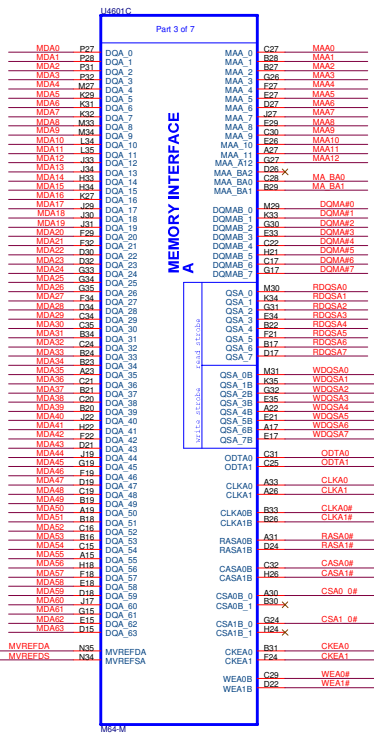 U4601C
Part 3 of 7
MDA0 P27 DQA_0
MDA1 P28 DQA_1
MDA2 P31 DQA_2
MDA3 P32 DQA_3
MDA4 M27 DQA_4
MDA5 K29 DQA_5
MDA6 K31 DQA_6
MDA7 K32 DQA_7
MDA8 M33 DQA_8
MDA9 M34 DQA_9
MDA10 L34 DQA_10
MDA11 L35 DQA_11
MDA12 J33 DQA_12
MDA13 J34 DQA_13
MDA14 H33 DQA_14
MDA15 H34 DQA_15
MDA16 K27 DQA_16
MDA17 J29 DQA_17
MDA18 J30 DQA_18
MDA19 J31 DQA_19
MDA20 F29 DQA_20
MDA21 F32 DQA_21
MDA22 D30 DQA_22
MDA23 D32 DQA_23
MDA24 G33 DQA_24
MDA25 G34 DQA_25
MDA26 G35 DQA_26
MDA27 F34 DQA_27
MDA28 D34 DQA_28
MDA29 C34 DQA_29
MDA30 C35 DQA_30
MDA31 B34 DQA_31
MDA32 C24 DQA_32
MDA33 B24 DQA_33
MDA34 B23 DQA_34
MDA35 A23 DQA_35
MDA36 C21 DQA_36
MDA37 B21 DQA_37
MDA38 C20 DQA_38
MDA39 B20 DQA_39
MDA40 J22 DQA_40
MDA41 H22 DQA_41
MDA42 F22 DQA_42
MDA43 D21 DQA_43
MDA44 J19 DQA_44
MDA45 G19 DQA_45
MDA46 F19 DQA_46
MDA47 D19 DQA_47
MDA48 C19 DQA_48
MDA49 B19 DQA_49
MDA50 A19 DQA_50
MDA51 B18 DQA_51
MDA52 C16 DQA_52
MDA53 B16 DQA_53
MDA54 C15 DQA_54
MDA55 A15 DQA_55
MDA56 H18 DQA_56
MDA57 F18 DQA_57
MDA58 E18 DQA_58
MDA59 D18 DQA_59
MDA60 J17 DQA_60
MDA61 G15 DQA_61
MDA62 E15 DQA_62
MDA63 D15 DQA_63
MVREFDA N35 MVREFDA
MVREFDS N34 MVREFSA
MEMORY INTERFACE
A
read strobe
write strobe
MAA_0 C27 MAA0
MAA_1 B28 MAA1
MAA_2 B27 MAA2
MAA_3 G26 MAA3
MAA_4 F27 MAA4
MAA_5 E27 MAA5
MAA_6 D27 MAA6
MAA_7 J27 MAA7
MAA_8 E29 MAA8
MAA_9 C30 MAA9
MAA_10 E26 MAA10
MAA_11 A27 MAA11
MAA_A12 G27 MAA12
MAA_BA2 D26
MAA_BA0 C28 MA_BA0
MAA_BA1 B29 MA_BA1
DQMAB_0 M29 DQMA#0
DQMAB_1 K33 DQMA#1
DQMAB_2 G30 DQMA#2
DQMAB_3 E33 DQMA#3
DQMAB_4 C22 DQMA#4
DQMAB_5 H21 DQMA#5
DQMAB_6 C17 DQMA#6
DQMAB_7 G17 DQMA#7
QSA_0 M30 RDQSA0
QSA_1 K34 RDQSA1
QSA_2 G31 RDQSA2
QSA_3 E34 RDQSA3
QSA_4 B22 RDQSA4
QSA_5 F21 RDQSA5
QSA_6 B17 RDQSA6
QSA_7 D17 RDQSA7
QSA_0B M31 WDQSA0
QSA_1B K35 WDQSA1
QSA_2B G32 WDQSA2
QSA_3B E35 WDQSA3
QSA_4B A22 WDQSA4
QSA_5B E21 WDQSA5
QSA_6B A17 WDQSA6
QSA_7B E17 WDQSA7
ODTA0 C31 ODTA0
ODTA1 C25 ODTA1
CLKA0 A33 CLKA0
CLKA1 A26 CLKA1
CLKA0B B33 CLKA0#
CLKA1B B26 CLKA1#
RASA0B A31 RASA0#
RASA1B D24 RASA1#
CASA0B C32 CASA0#
CASA1B H26 CASA1#
CSA0B_0 A30 CSA0_0#
CSA0B_1 B30
CSA1B_0 G24 CSA1_0#
CSA1B_1 H24
CKEA0 B31 CKEA0
CKEA1 F24 CKEA1
WEA0B C29 WEA0#
WEA1B D22 WEA1#
M64-M